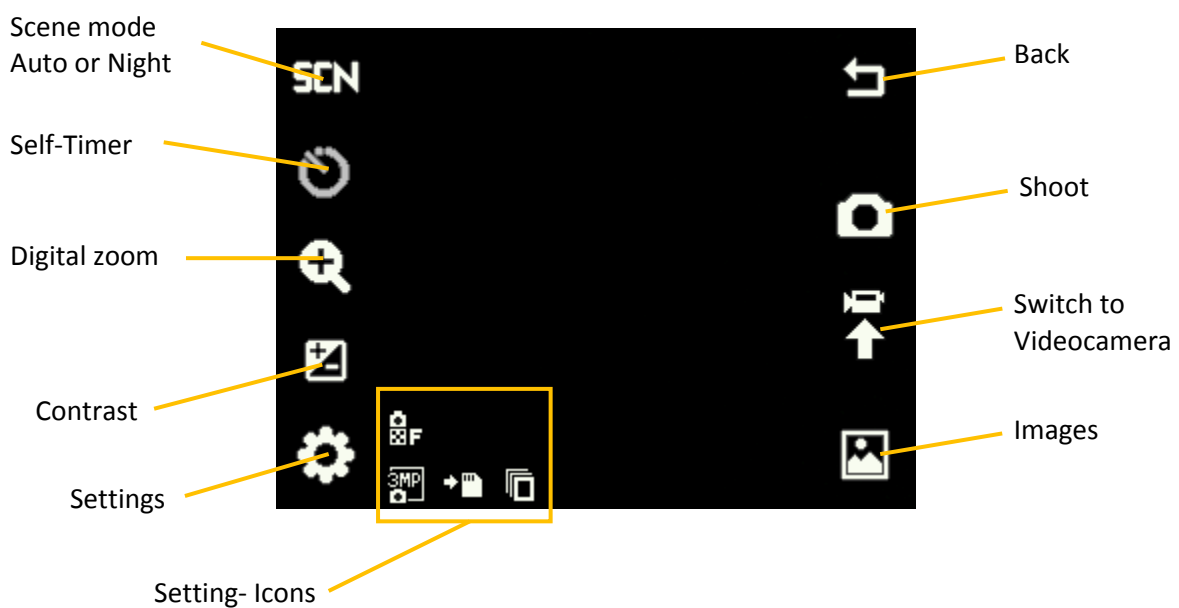 Scene mode
Auto or Night
SCN
Back
Self-Timer
Shoot
Digital zoom
Switch to
Videocamera
Contrast
F
Images
3MP
Settings
Setting- Icons